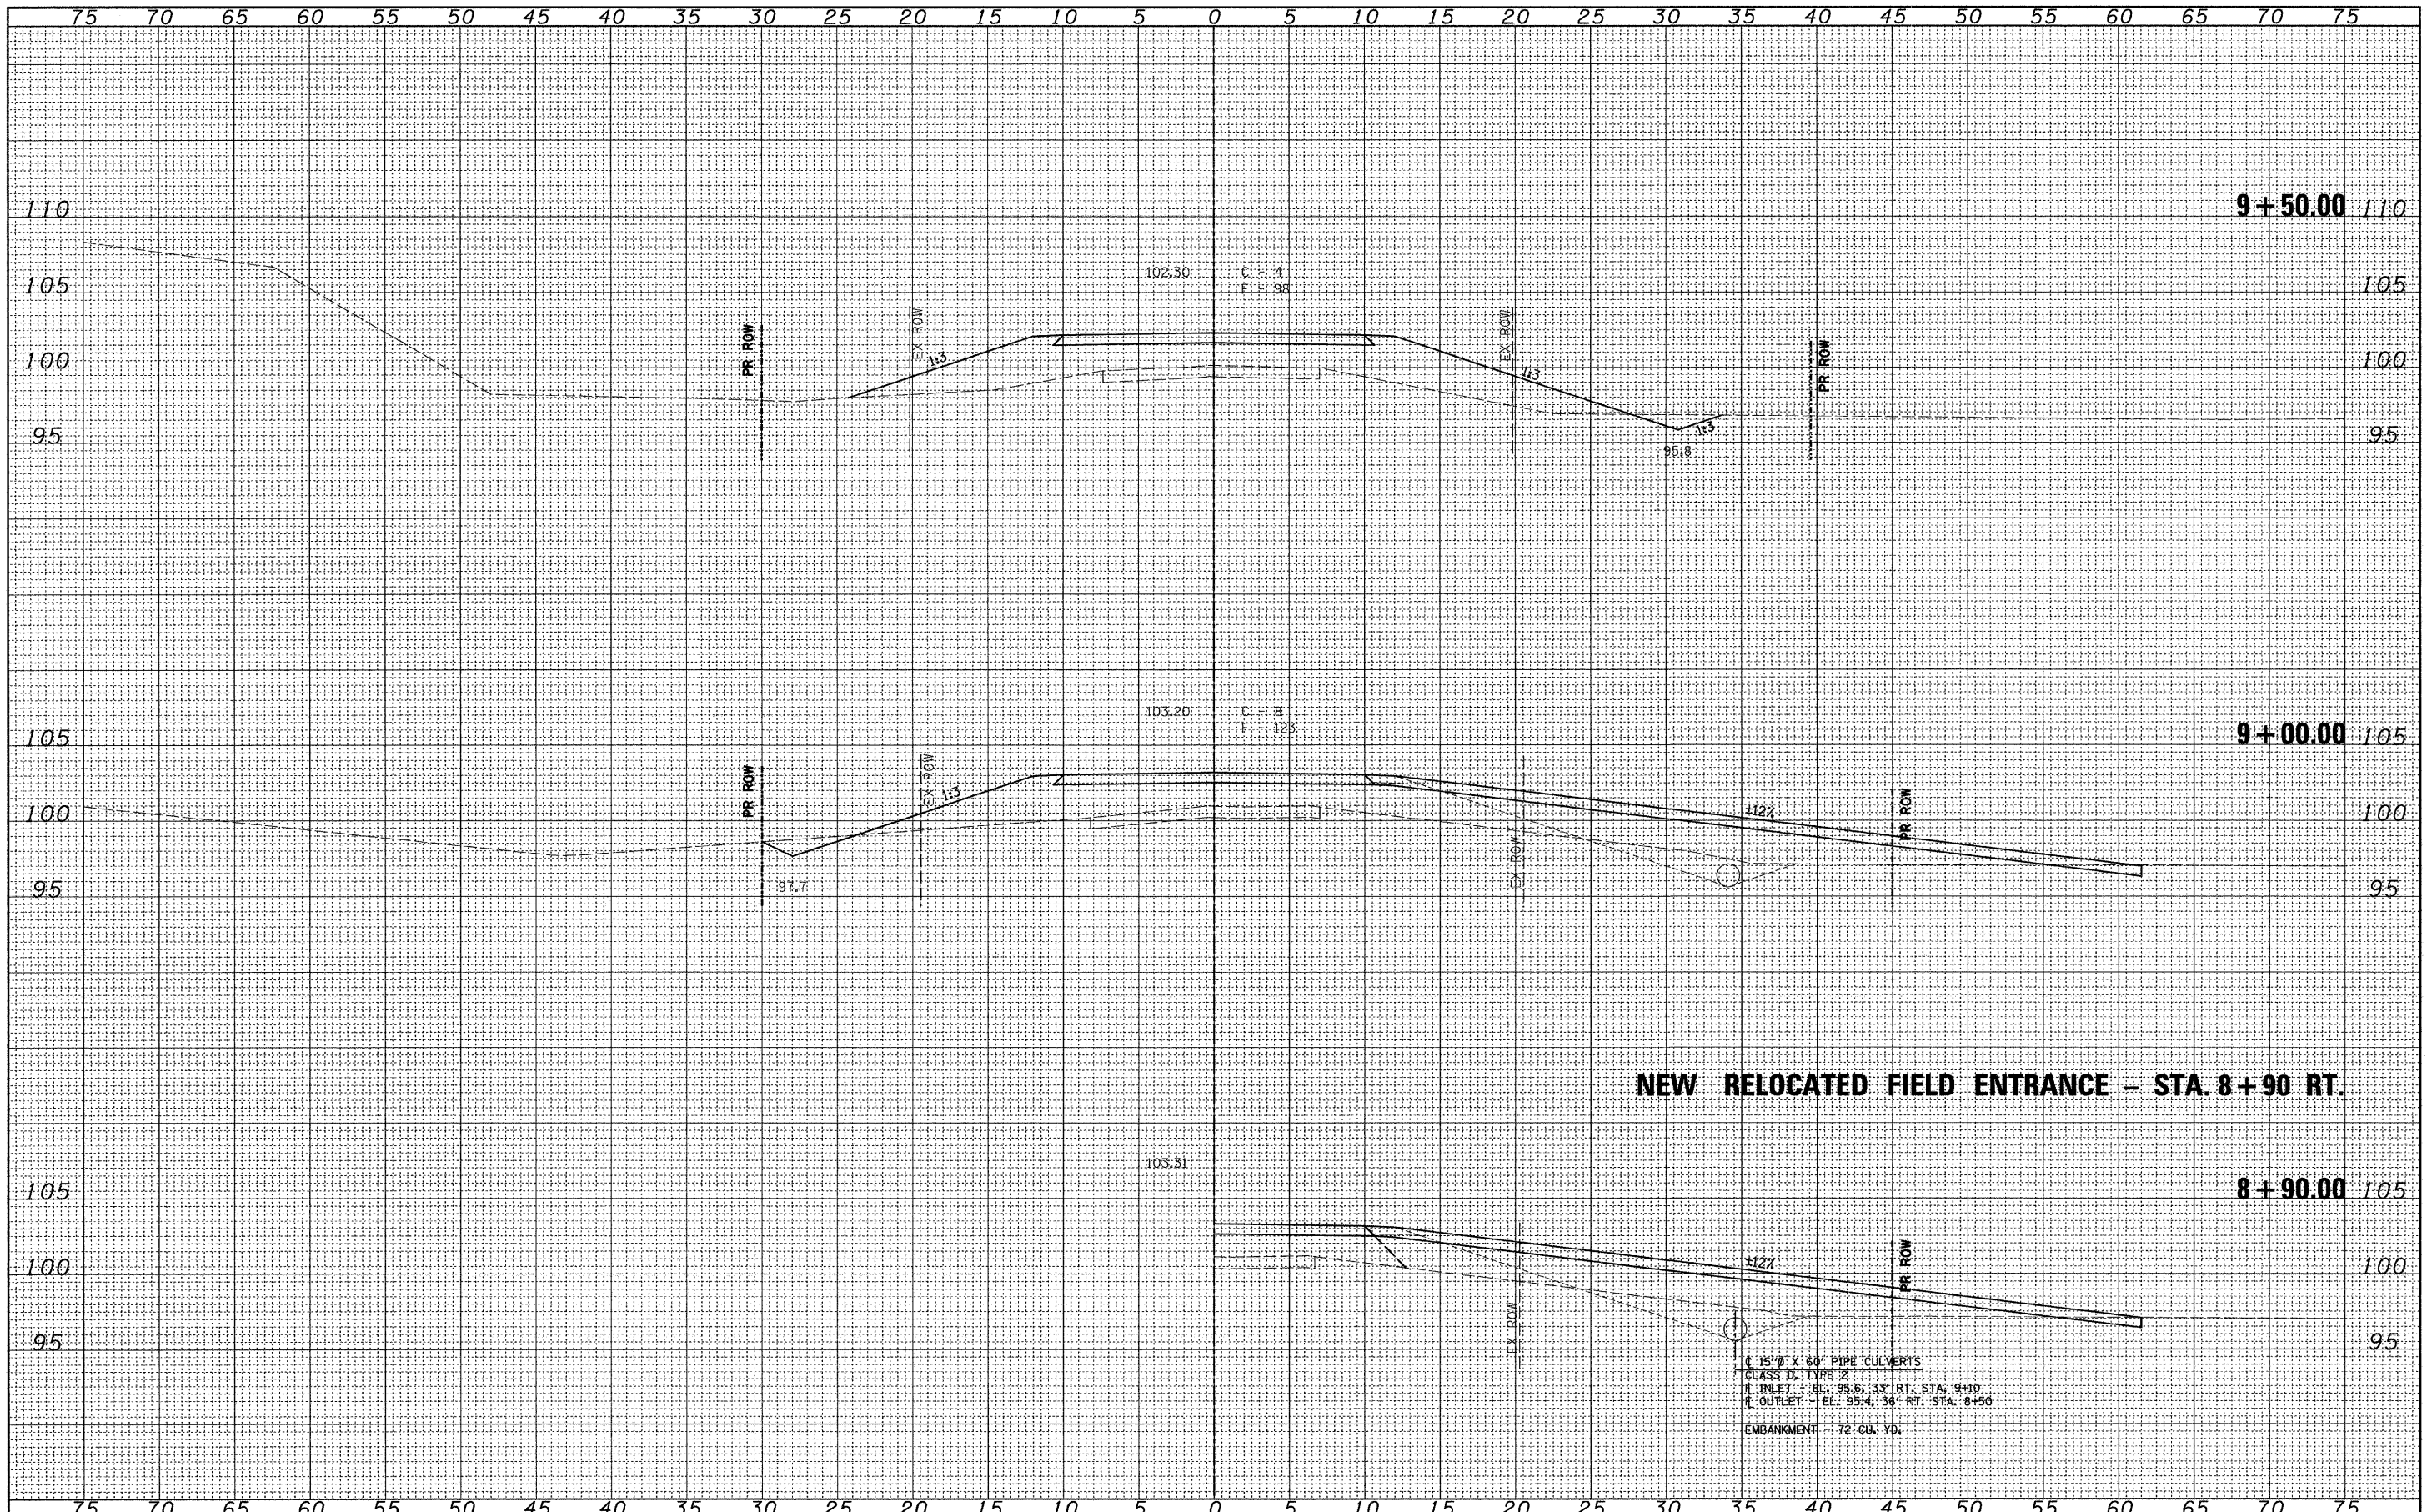 75 70 65 60 55 50 45 40 35 30 25 20 15 10 5 0 5 10 15 20 25 30 35 40 45 50 55 60 65 70 75
110 9+50.00 110
102.30 C - 4
105 F - 98 105
EX ROW EX ROW
PR ROW 1:3 1:3 PR ROW
100 100
1:3
95 95
95.8
103.20 C - 8
F - 123
105 9+00.00 105
PR ROW EX ROW 1:3
100 ±12% PR ROW 100
EX ROW
95 97.7 95
NEW RELOCATED FIELD ENTRANCE – STA. 8+90 RT.
103.31
105 8+90.00 105
100 ±12% PR ROW 100
EX ROW
95 95
℄ 15"Ø X 60' PIPE CULVERTS
CLASS D, TYPE 2
F INLET - EL. 95.6, 33' RT. STA. 9+10
F OUTLET - EL. 95.4, 36' RT. STA. 8+50
EMBANKMENT - 72 CU. YD.
75 70 65 60 55 50 45 40 35 30 25 20 15 10 5 0 5 10 15 20 25 30 35 40 45 50 55 60 65 70 75